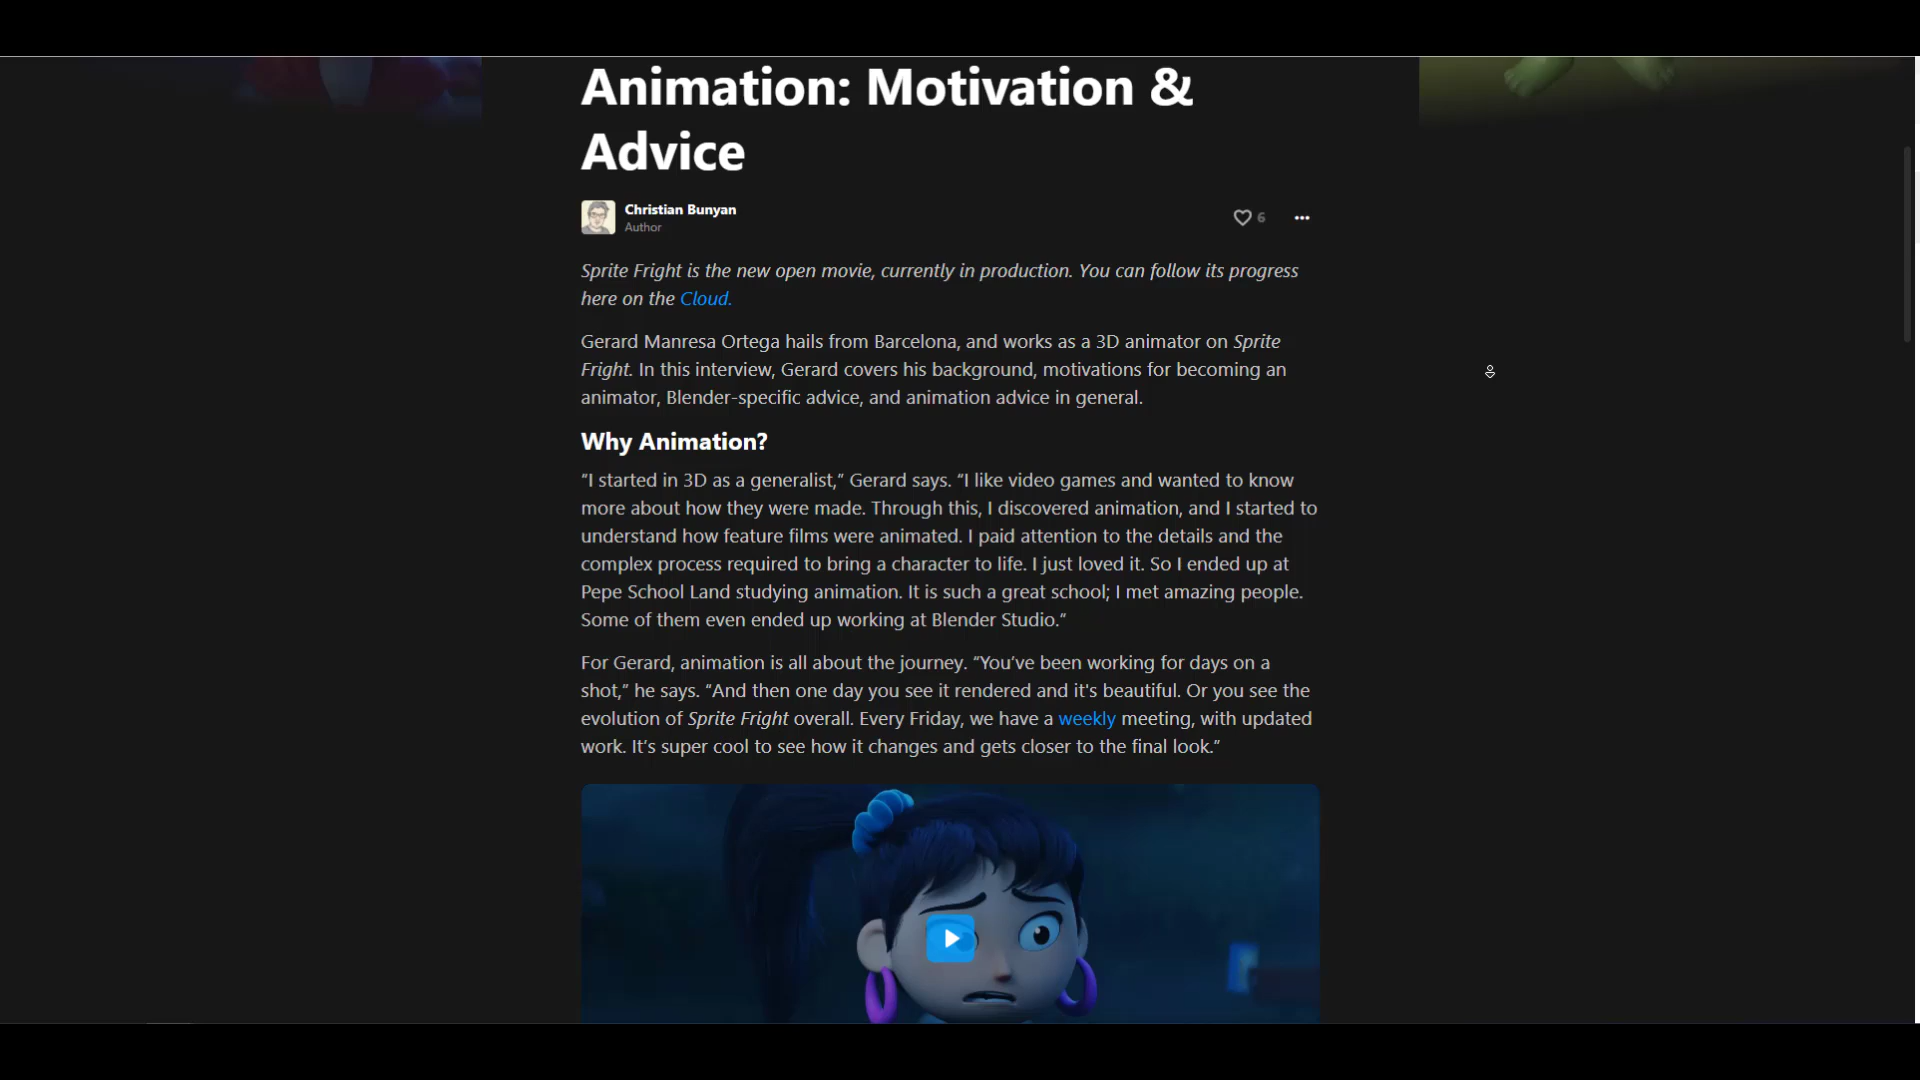 Animation: Motivation &
Advice
Christian Bunyan
Author
6
Sprite Fright is the new open movie, currently in production. You can follow its progress
here on the Cloud.
Gerard Manresa Ortega hails from Barcelona, and works as a 3D animator on Sprite
Fright. In this interview, Gerard covers his background, motivations for becoming an
animator, Blender-specific advice, and animation advice in general.
Why Animation?
“I started in 3D as a generalist,” Gerard says. “I like video games and wanted to know
more about how they were made. Through this, I discovered animation, and I started to
understand how feature films were animated. I paid attention to the details and the
complex process required to bring a character to life. I just loved it. So I ended up at
Pepe School Land studying animation. It is such a great school; I met amazing people.
Some of them even ended up working at Blender Studio.”
For Gerard, animation is all about the journey. “You’ve been working for days on a
shot,” he says. “And then one day you see it rendered and it's beautiful. Or you see the
evolution of Sprite Fright overall. Every Friday, we have a weekly meeting, with updated
work. It’s super cool to see how it changes and gets closer to the final look.”